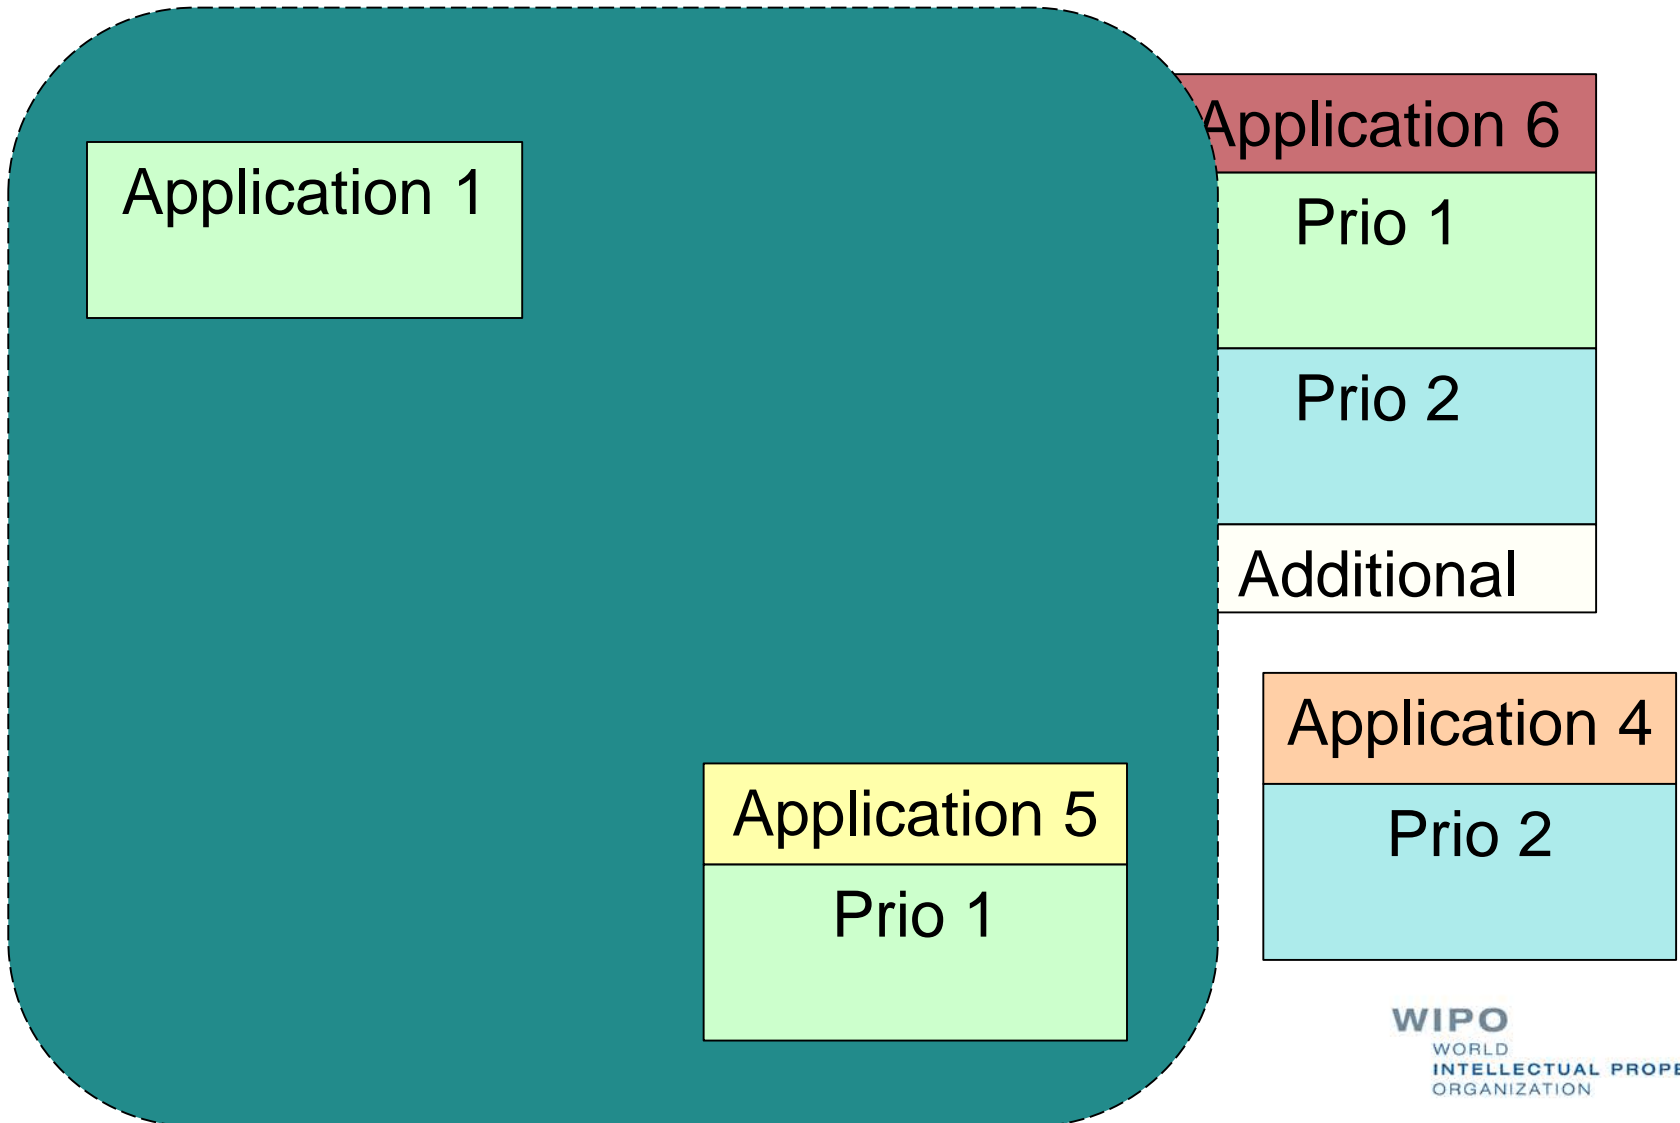 Application 1
Application 6
Prio 1
Prio 2
Additional
Application 5
Prio 1
Application 4
Prio 2
WIPO
WORLD
INTELLECTUAL PROPE
ORGANIZATION